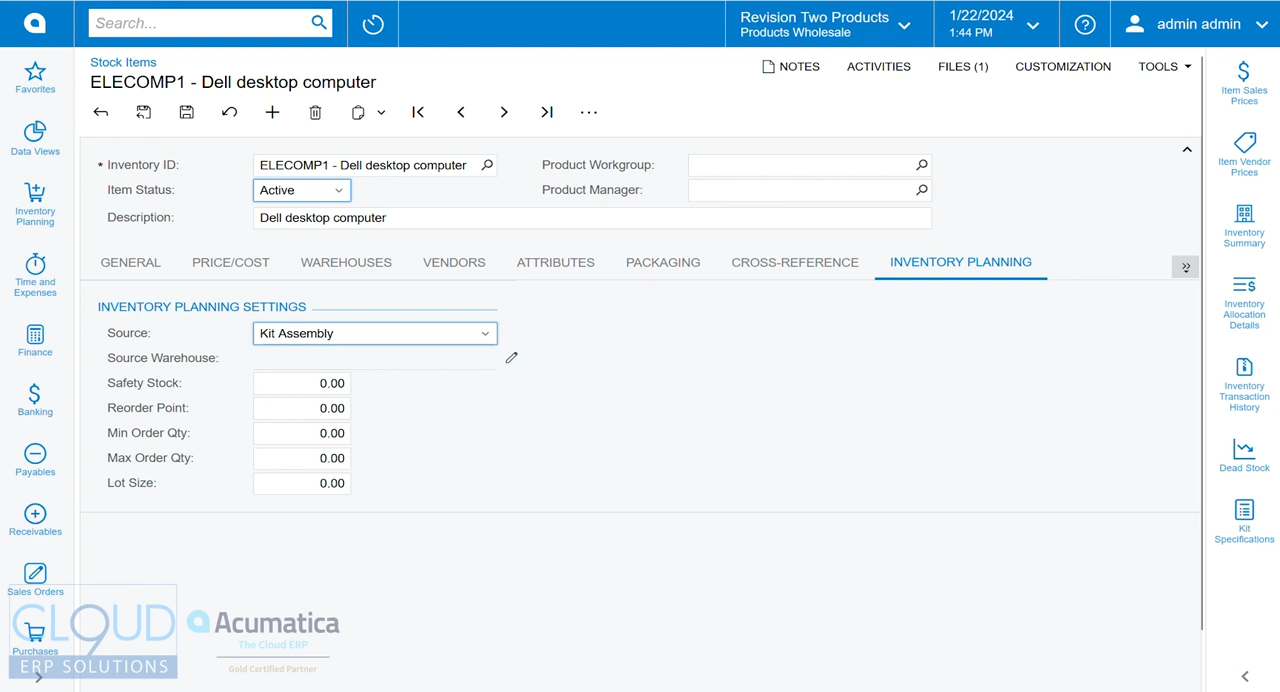 Search...
Revision Two Products
Products Wholesale
1/22/2024
1:44 PM
admin admin
Favorites
Data Views
Inventory
Planning
Time and
Expenses
Finance
Banking
Payables
Receivables
Sales Orders
Purchases
Stock Items
ELECOMP1 - Dell desktop computer
NOTES
ACTIVITIES
FILES (1)
CUSTOMIZATION
TOOLS
* Inventory ID:
ELECOMP1 - Dell desktop computer
Product Workgroup:
Item Status:
Active
Product Manager:
Description:
Dell desktop computer
GENERAL
PRICE/COST
WAREHOUSES
VENDORS
ATTRIBUTES
PACKAGING
CROSS-REFERENCE
INVENTORY PLANNING
INVENTORY PLANNING SETTINGS
Source:
Kit Assembly
Source Warehouse:
Safety Stock:
0.00
Reorder Point:
0.00
Min Order Qty:
0.00
Max Order Qty:
0.00
Lot Size:
0.00
Item Sales
Prices
Item Vendor
Prices
Inventory
Summary
Inventory
Allocation
Details
Inventory
Transaction
History
Dead Stock
Kit
Specifications
CLOUD
9
ERP SOLUTIONS
Acumatica
The Cloud ERP
Gold Certified Partner